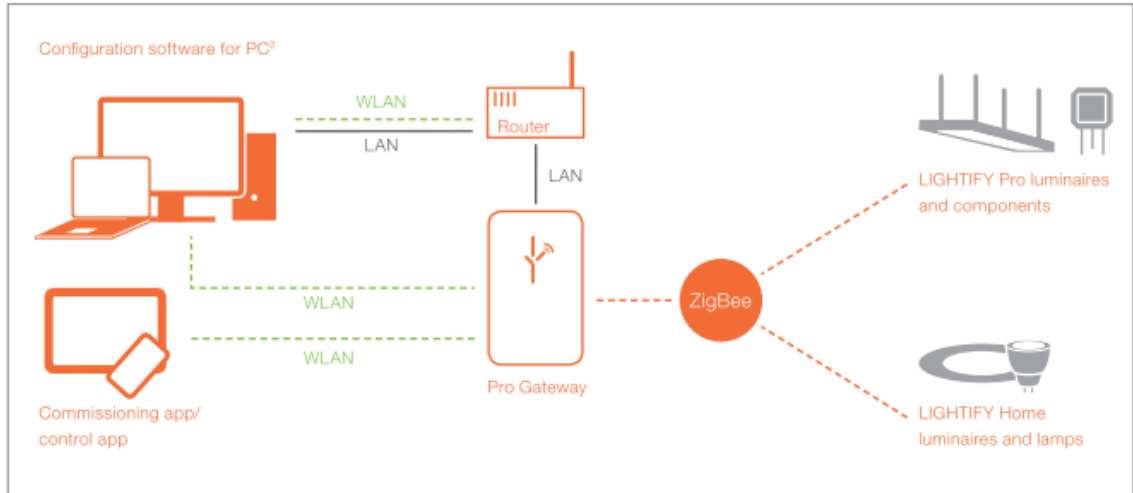 Configuration software for PC²
WLAN
LAN
Router
LAN
LIGHTIFY Pro luminaires
and components
ZigBee
WLAN
WLAN
Pro Gateway
Commissioning app/
control app
LIGHTIFY Home
luminaires and lamps